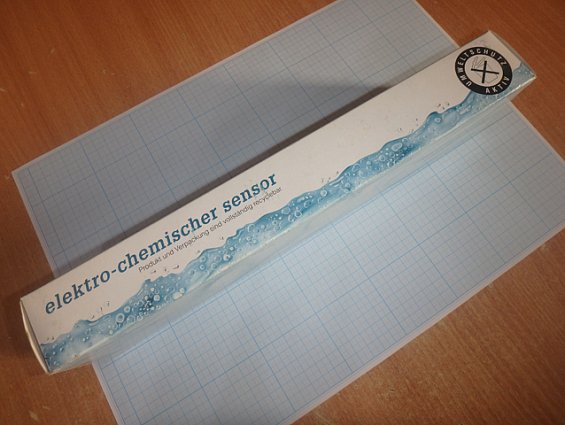 UMWELTSCHUTZ
AKTIV
elektro-chemischer sensor
Produkt und Verpackung sind vollständig recyclebar